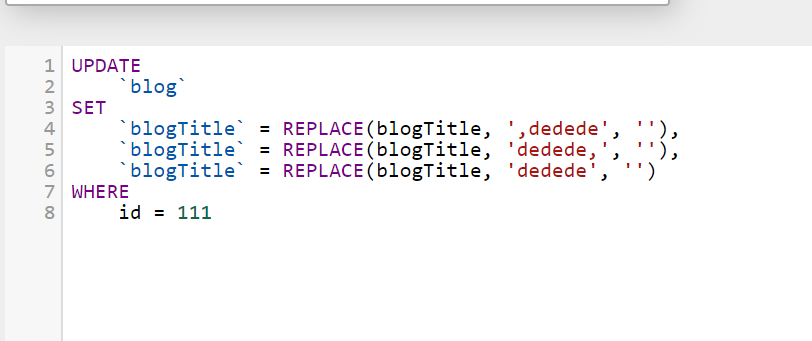 1 UPDATE
2 `blog`
3 SET
4 `blogTitle` = REPLACE(blogTitle, ',dedede', ''),
5 `blogTitle` = REPLACE(blogTitle, 'dedede,', ''),
6 `blogTitle` = REPLACE(blogTitle, 'dedede', '')
7 WHERE
8 id = 111